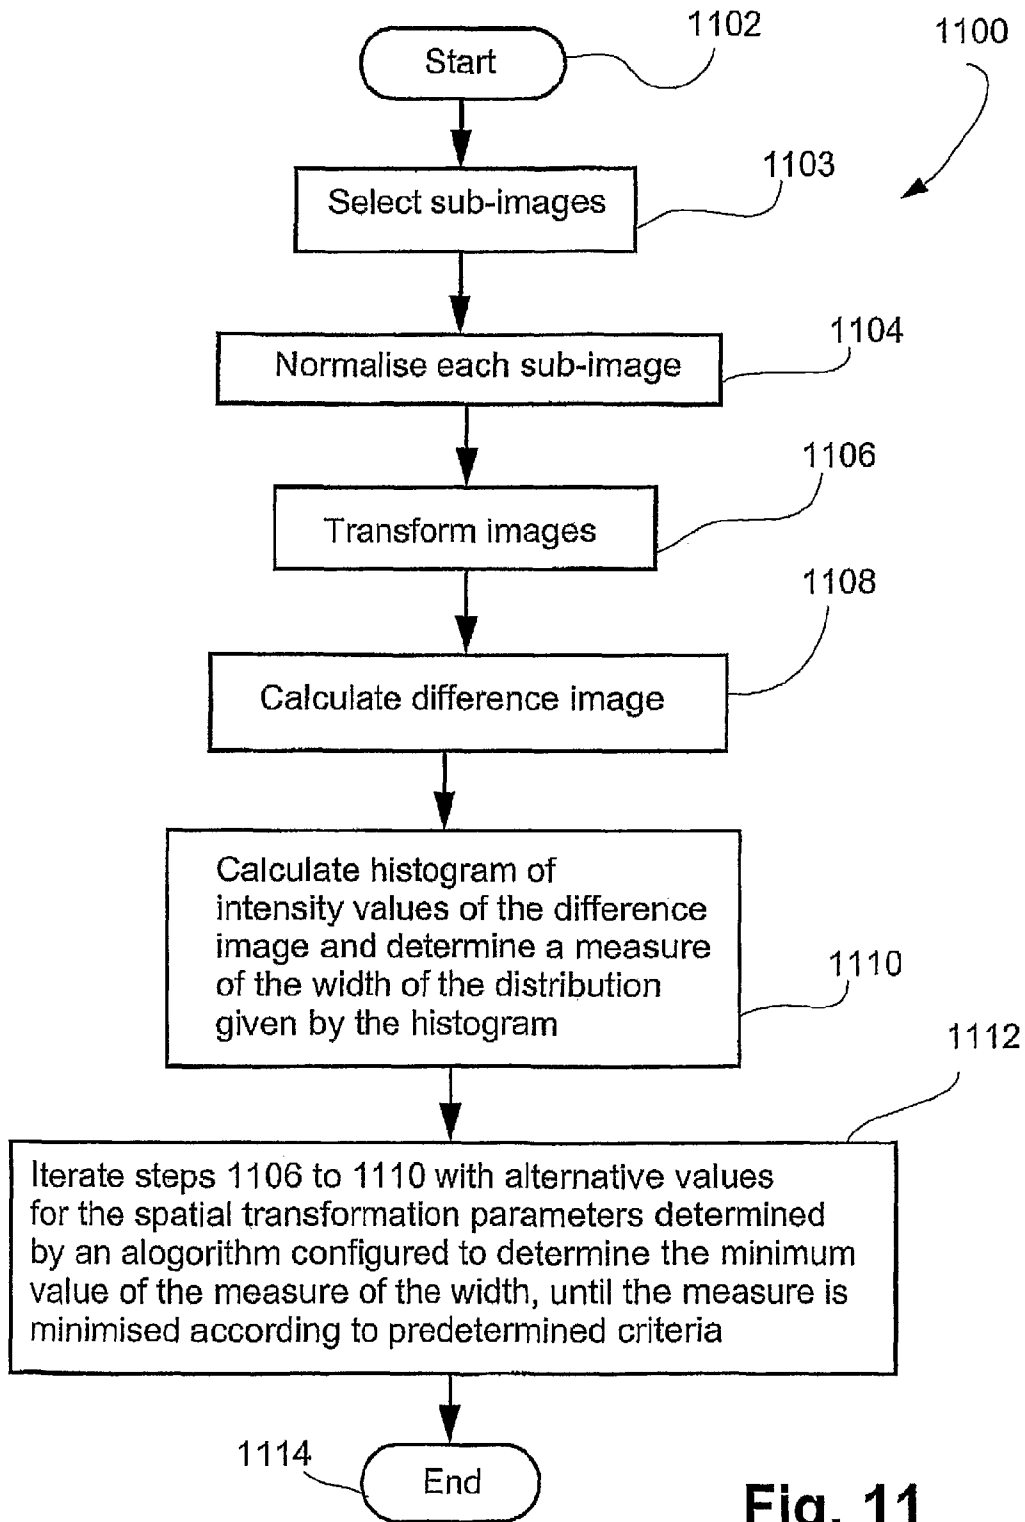 1102
1100
Start
1103
Select sub-images
1104
Normalise each sub-image
1106
Transform images
1108
Calculate difference image
Calculate histogram of
intensity values of the difference
image and determine a measure
of the width of the distribution
given by the histogram
1110
1112
Iterate steps 1106 to 1110 with alternative values
for the spatial transformation parameters determined
by an alogorithm configured to determine the minimum
value of the measure of the width, until the measure is
minimised according to predetermined criteria
1114
End
Fig. 11